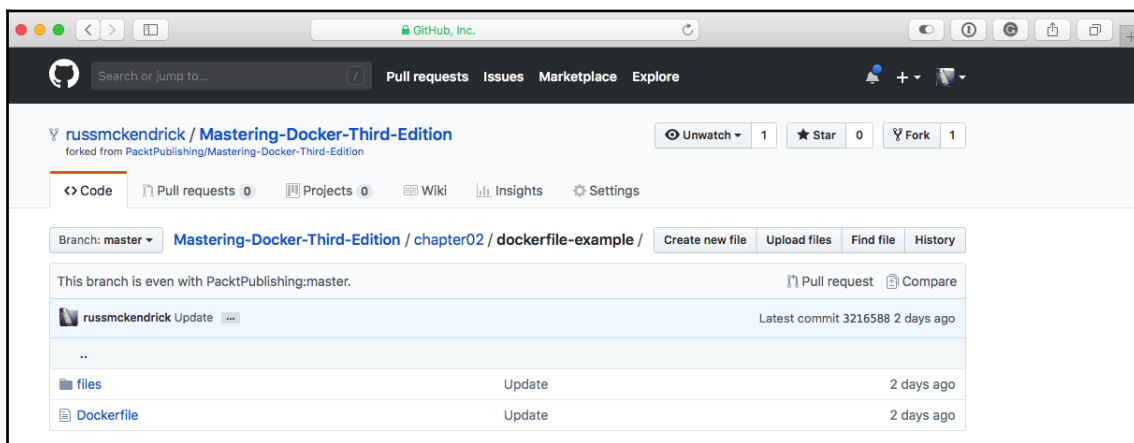 GitHub, Inc.
Search or jump to... / Pull requests Issues Marketplace Explore
russmckendrick / Mastering-Docker-Third-Edition Unwatch 1 Star 0 Fork 1
forked from PacktPublishing/Mastering-Docker-Third-Edition
<> Code Pull requests 0 Projects 0 Wiki Insights Settings
Branch: master Mastering-Docker-Third-Edition / chapter02 / dockerfile-example / Create new file Upload files Find file History
This branch is even with PacktPublishing:master. Pull request Compare
russmckendrick Update ... Latest commit 3216588 2 days ago
..
files Update 2 days ago
Dockerfile Update 2 days ago